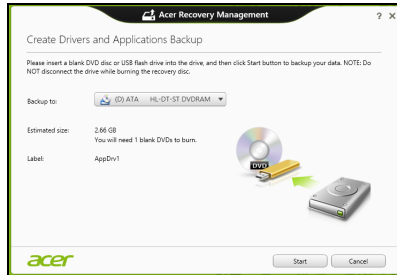 Acer Recovery Management
? X
Create Drivers and Applications Backup
Please insert a blank DVD disc or USB flash drive into the drive, and then click Start button to backup your data. NOTE: Do
NOT disconnect the drive while burning the recovery disc.
Backup to:
(D) ATA HL-DT-ST DVDRAM
Estimated size:
2.66 GB
You will need 1 blank DVDs to burn.
Label:
AppDrv1
DVD
acer
Start
Cancel